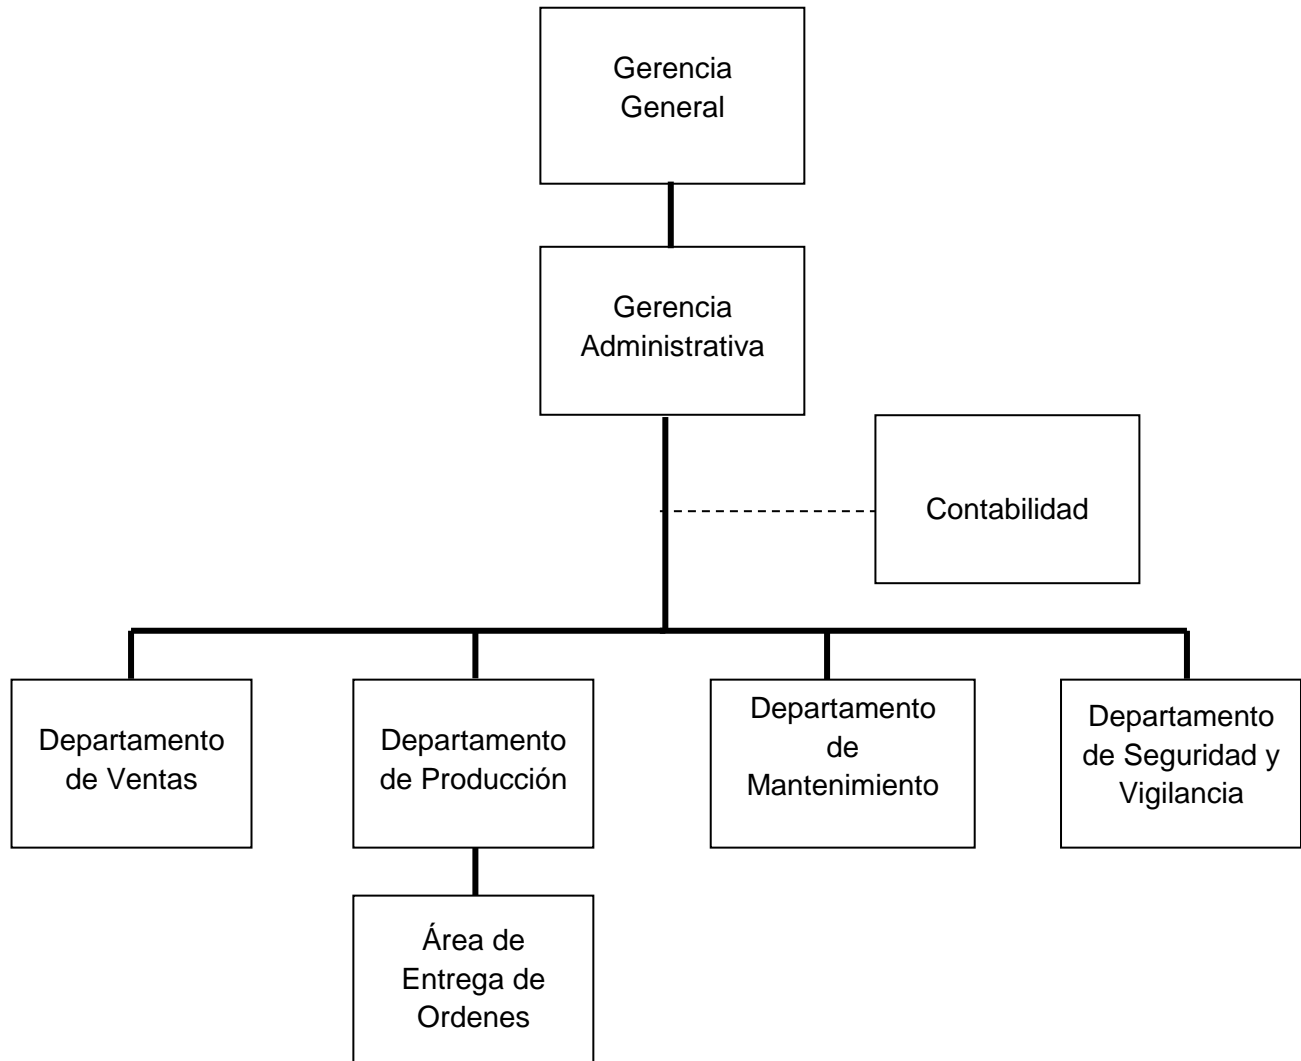 Gerencia
General
Gerencia
Administrativa
Contabilidad
Departamento
de Ventas
Departamento
de Producción
Departamento
de
Mantenimiento
Departamento
de Seguridad y
Vigilancia
Área de
Entrega de
Ordenes